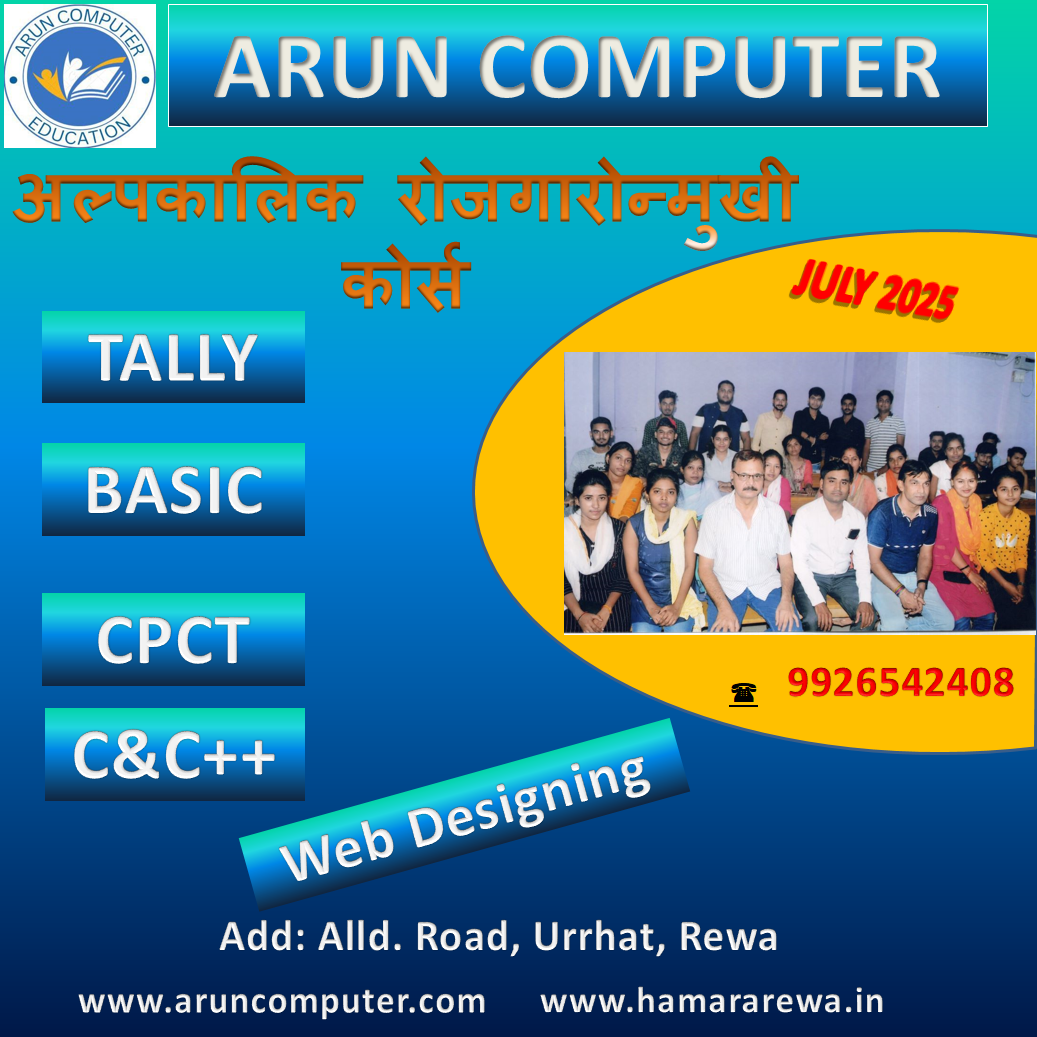 ARUN COMPUTER
EDUCATION
ARUN COMPUTER
अल्पकालिक रोजगारोन्मुखी
कोर्स
JULY 2025
TALLY
BASIC
CPCT
C&C++
☎ 9926542408
Web Designing
Add: Alld. Road, Urrhat, Rewa
www.aruncomputer.com www.hamararewa.in